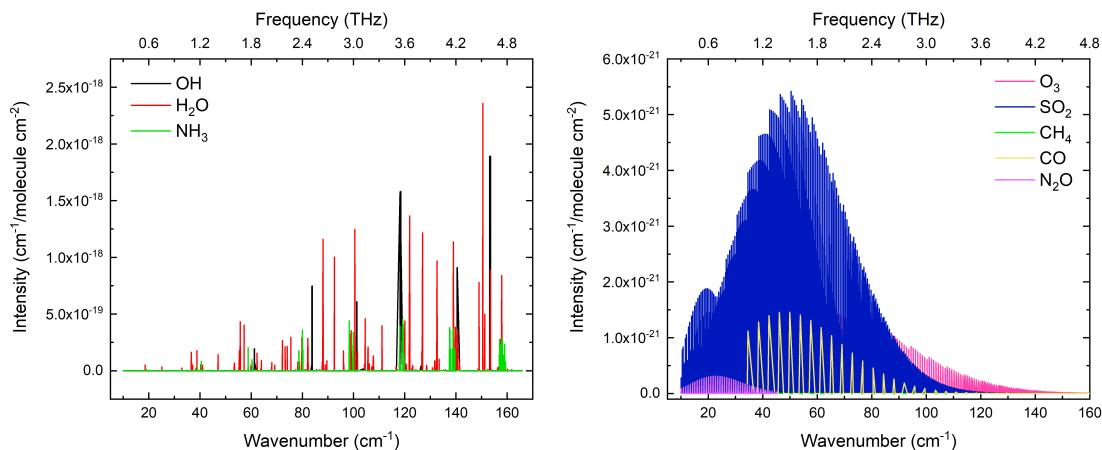 Frequency (THz)
0.6 1.2 1.8 2.4 3.0 3.6 4.2 4.8
Intensity (cm⁻¹/molecule cm⁻²)
2.5x10⁻¹⁸
2.0x10⁻¹⁸
1.5x10⁻¹⁸
1.0x10⁻¹⁸
5.0x10⁻¹⁹
0.0
OH
H₂O
NH₃
20 40 60 80 100 120 140 160
Wavenumber (cm⁻¹)
Frequency (THz)
0.6 1.2 1.8 2.4 3.0 3.6 4.2 4.8
Intensity (cm⁻¹/molecule cm⁻²)
6.0x10⁻²¹
5.0x10⁻²¹
4.0x10⁻²¹
3.0x10⁻²¹
2.0x10⁻²¹
1.0x10⁻²¹
0.0
O₃
SO₂
CH₄
CO
N₂O
20 40 60 80 100 120 140 160
Wavenumber (cm⁻¹)